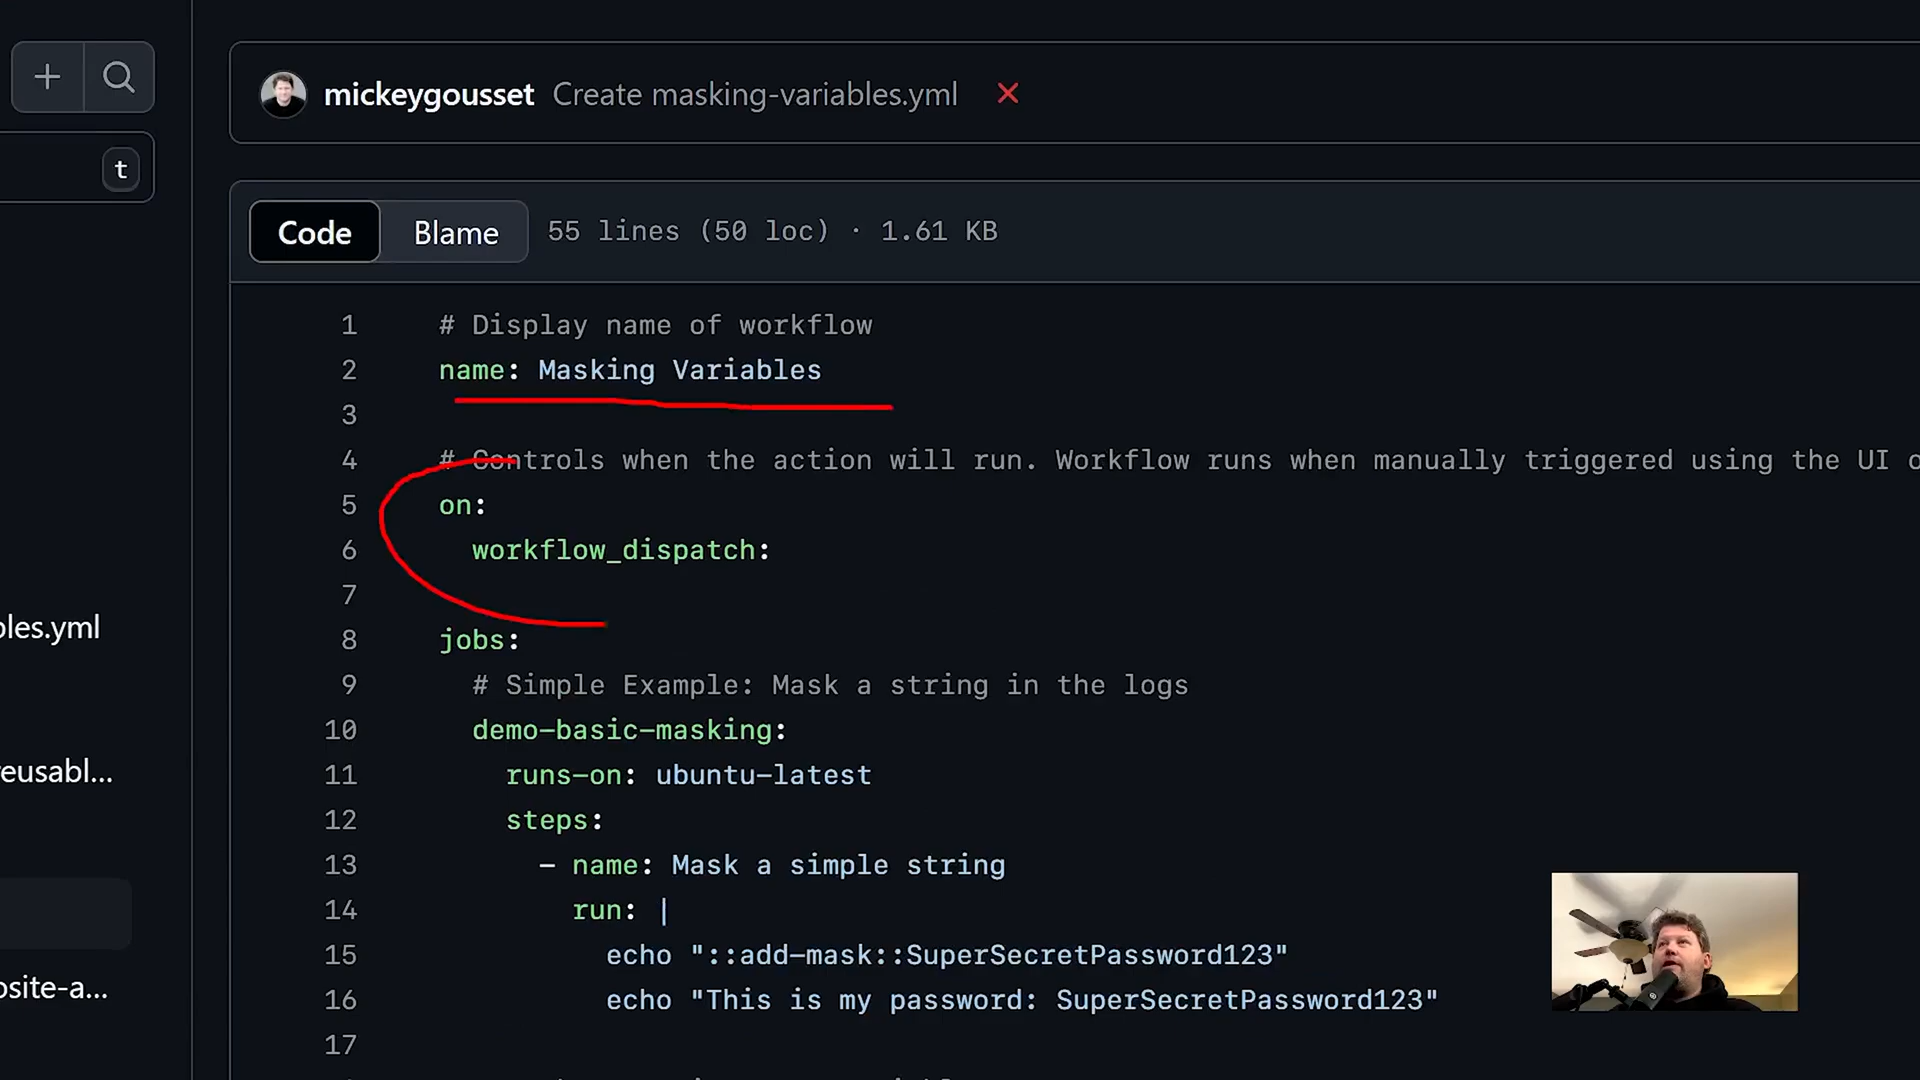 t
mickeygousset Create masking-variables.yml
Code Blame 55 lines (50 loc) · 1.61 KB
1 # Display name of workflow
2 name: Masking Variables
3
4 # Controls when the action will run. Workflow runs when manually triggered using the UI o
5 on:
6 workflow_dispatch:
7
8 jobs:
9 # Simple Example: Mask a string in the logs
10 demo-basic-masking:
11 runs-on: ubuntu-latest
12 steps:
13 - name: Mask a simple string
14 run: |
15 echo "::add-mask::SuperSecretPassword123"
16 echo "This is my password: SuperSecretPassword123"
17
bles.yml
reusabl...
osite-a...